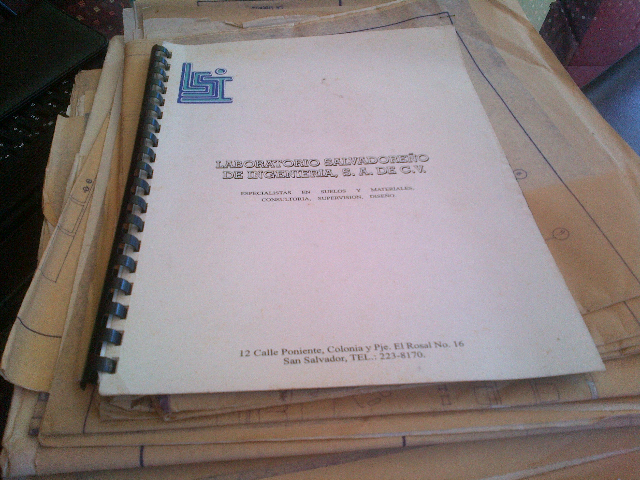 LSI
LABORATORIO SALVADOREÑO
DE INGENIERIA, S. A. DE C.V.
ESPECIALISTAS EN SUELOS Y MATERIALES,
CONSULTORIA, SUPERVISION, DISEÑO.
12 Calle Poniente, Colonia y Pje. El Rosal No. 16
San Salvador, TEL.: 223-8170.